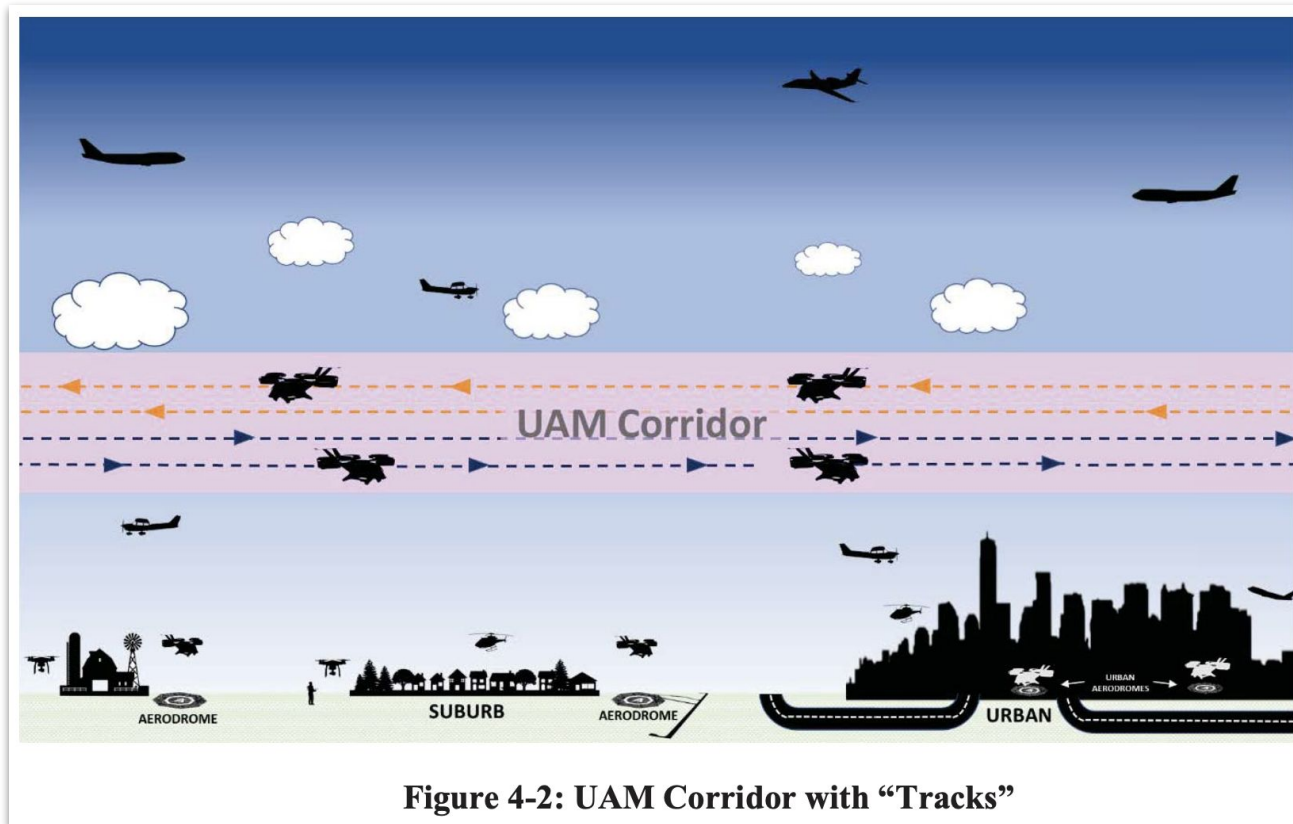 UAM Corridor
AERODROME
SUBURB
AERODROME
URBAN
AERODROMES
URBAN
Figure 4-2: UAM Corridor with “Tracks”